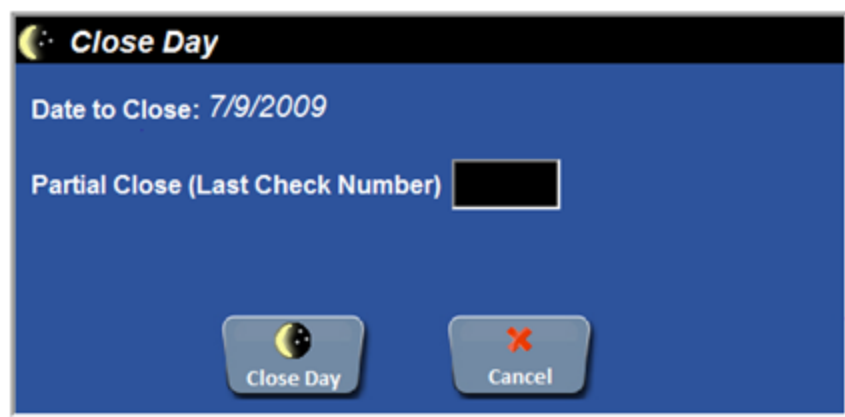 Close Day
Date to Close: 7/9/2009
Partial Close (Last Check Number)
Close Day
Cancel